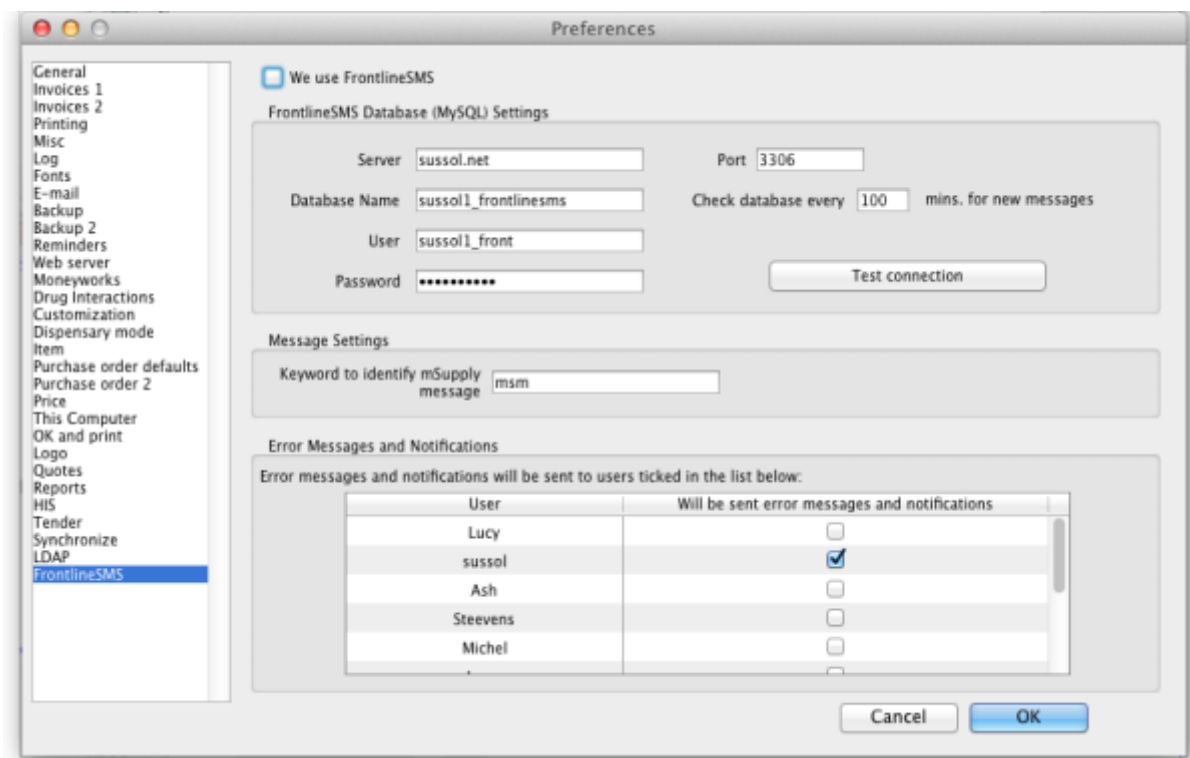 Preferences
General
Invoices 1
Invoices 2
Printing
Misc
Log
Fonts
E-mail
Backup
Backup 2
Reminders
Web server
Moneyworks
Drug Interactions
Customization
Dispensary mode
Item
Purchase order defaults
Purchase order 2
Price
This Computer
OK and print
Logo
Quotes
Reports
HIS
Tender
Synchronize
LDAP
FrontlineSMS
We use FrontlineSMS
FrontlineSMS Database (MySQL) Settings
Server sussol.net Port 3306
Database Name sussol1_frontlinesms Check database every 100 mins. for new messages
User sussol1_front
Password •••••••••• Test connection
Message Settings
Keyword to identify mSupply
message msm
Error Messages and Notifications
Error messages and notifications will be sent to users ticked in the list below:
User Will be sent error messages and notifications
Lucy
sussol
Ash
Steevens
Michel
Cancel OK